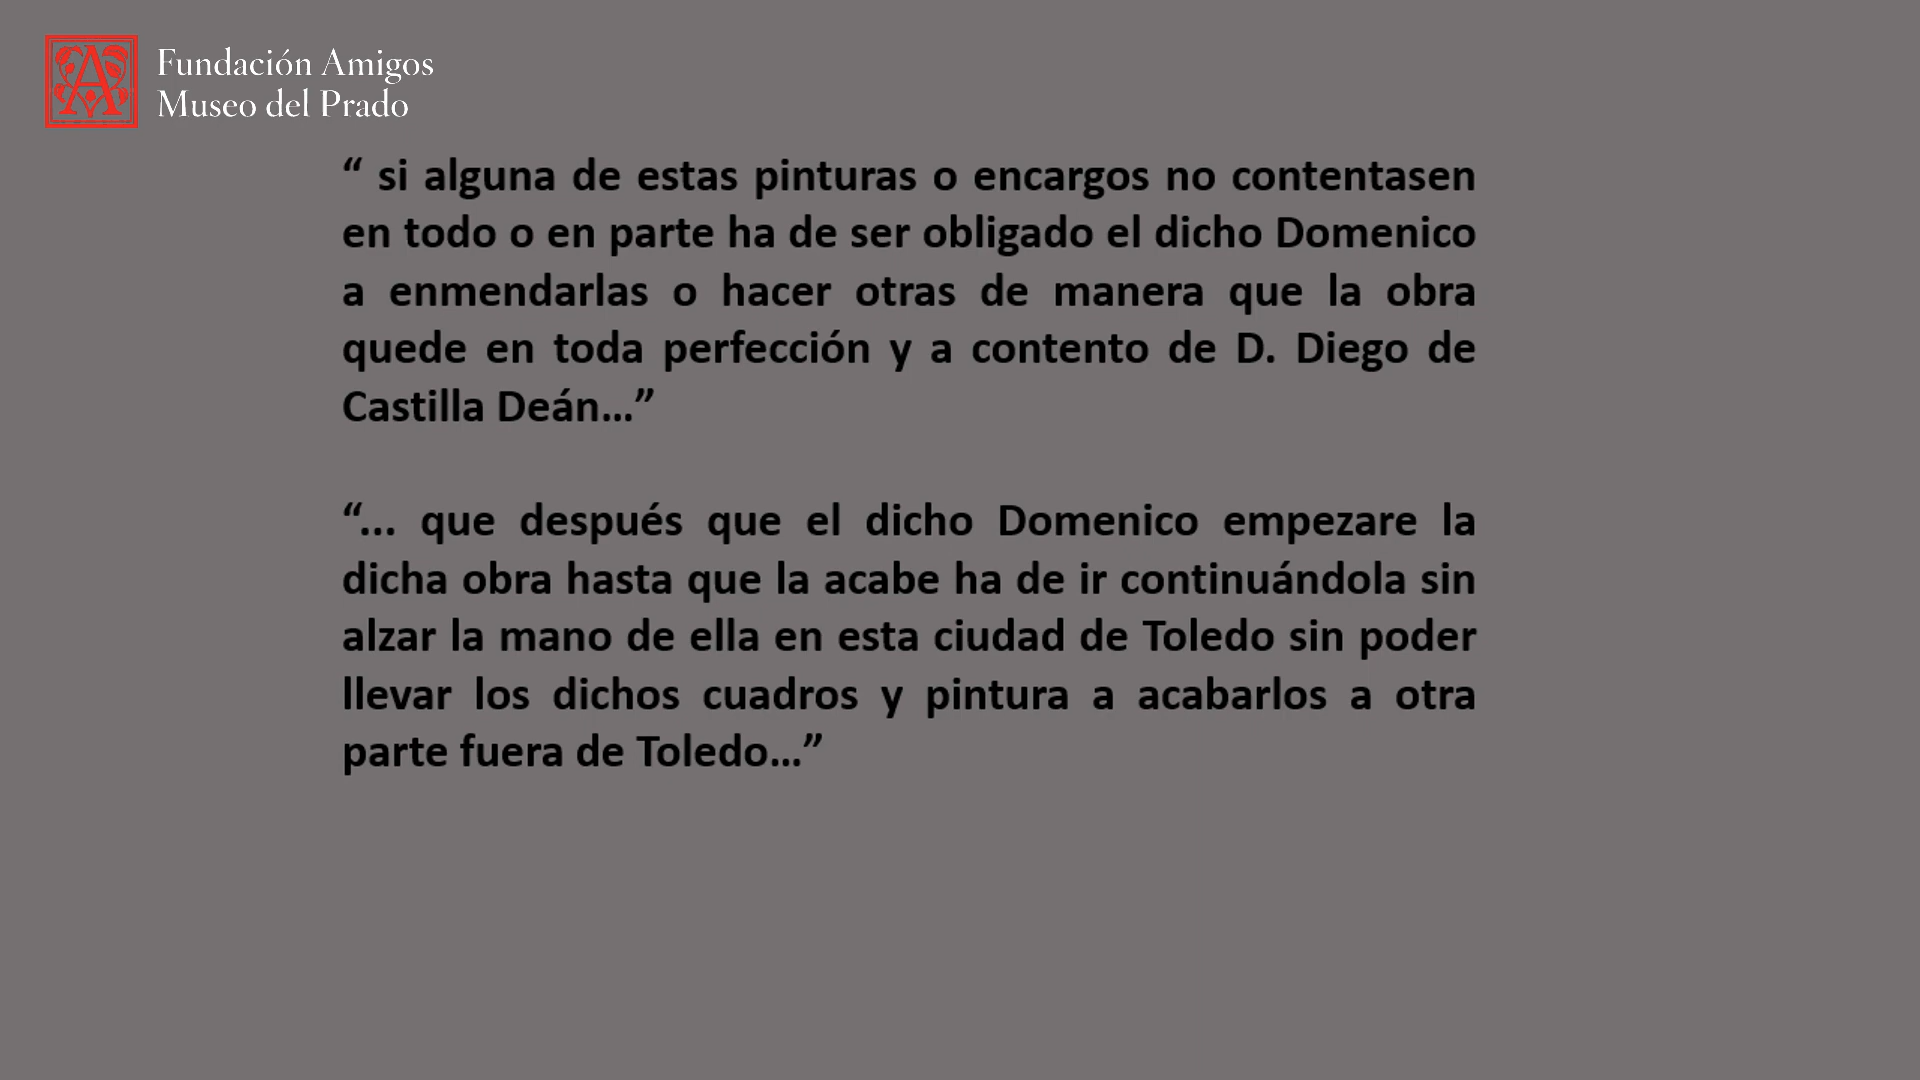 Fundación Amigos
Museo del Prado
“ si alguna de estas pinturas o encargos no contentasen
en todo o en parte ha de ser obligado el dicho Domenico
a enmendarlas o hacer otras de manera que la obra
quede en toda perfección y a contento de D. Diego de
Castilla Deán...”
“... que después que el dicho Domenico empezare la
dicha obra hasta que la acabe ha de ir continuándola sin
alzar la mano de ella en esta ciudad de Toledo sin poder
llevar los dichos cuadros y pintura a acabarlos a otra
parte fuera de Toledo...”